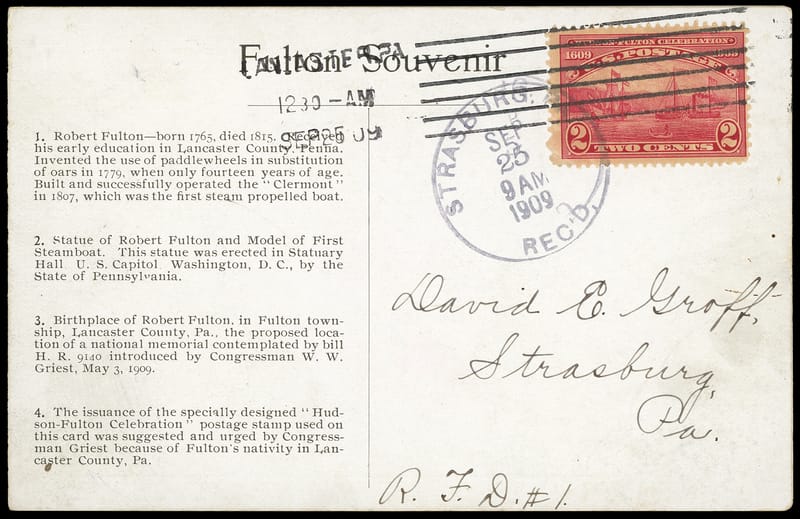 Fulton Souvenir
LANCASTER, PA
1230-AM
SEP 25 09
1. Robert Fulton—born 1765, died 1815. Received
his early education in Lancaster County, Penna.
Invented the use of paddlewheels in substitution
of oars in 1779, when only fourteen years of age.
Built and successfully operated the "Clermont"
in 1807, which was the first steam propelled boat.
2. Statue of Robert Fulton and Model of First
Steamboat. This statue was erected in Statuary
Hall U. S. Capitol Washington, D. C., by the
State of Pennsylvania.
3. Birthplace of Robert Fulton, in Fulton town-
ship, Lancaster County, Pa., the proposed loca-
tion of a national memorial contemplated by bill
H. R. 9140 introduced by Congressman W. W.
Griest, May 3, 1909.
4. The issuance of the specially designed "Hud-
son-Fulton Celebration" postage stamp used on
this card was suggested and urged by Congress-
man Griest because of Fulton's nativity in Lan-
caster County, Pa.
STRASBURG,
SEP
25
9 AM
1909
REC'D.
HUDSON-FULTON CELEBRATION
1609 1909
U.S. POSTAGE
2 2
TWO CENTS
David E. Groff,
Strasburg,
Pa.
R. F. D. #1.